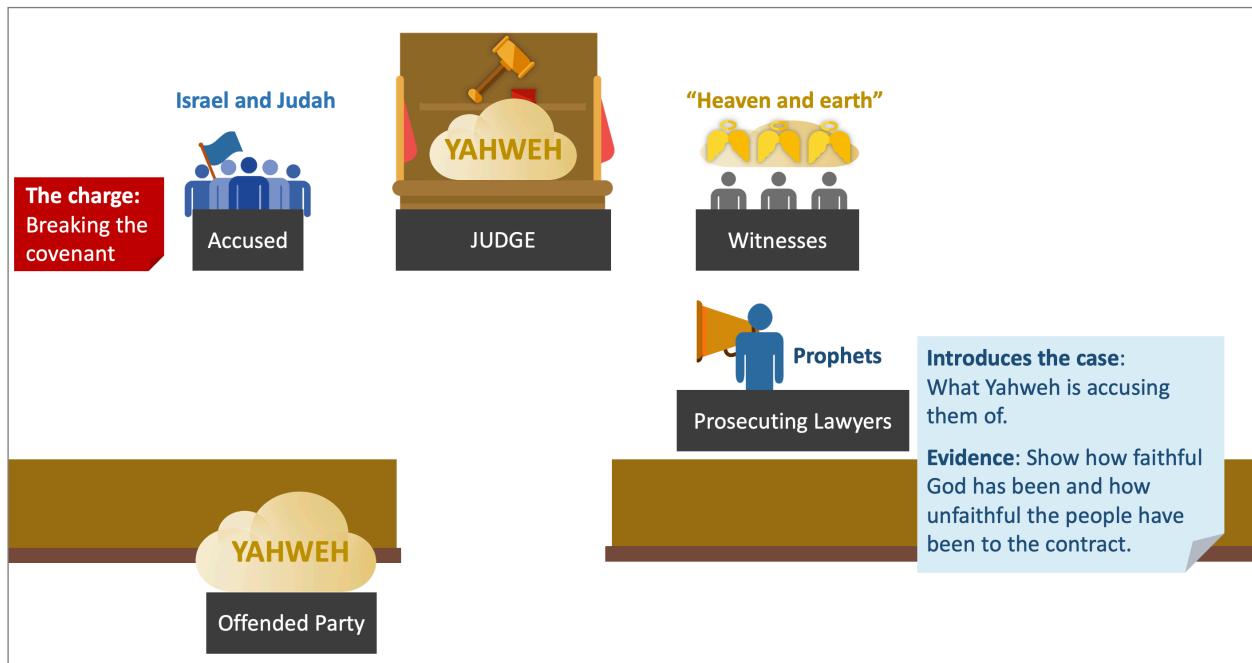 Israel and Judah
YAHWEH
“Heaven and earth”
The charge:
Breaking the
covenant
Accused
JUDGE
Witnesses
Prophets
Prosecuting Lawyers
Introduces the case:
What Yahweh is accusing
them of.
Evidence: Show how faithful
God has been and how
unfaithful the people have
been to the contract.
YAHWEH
Offended Party